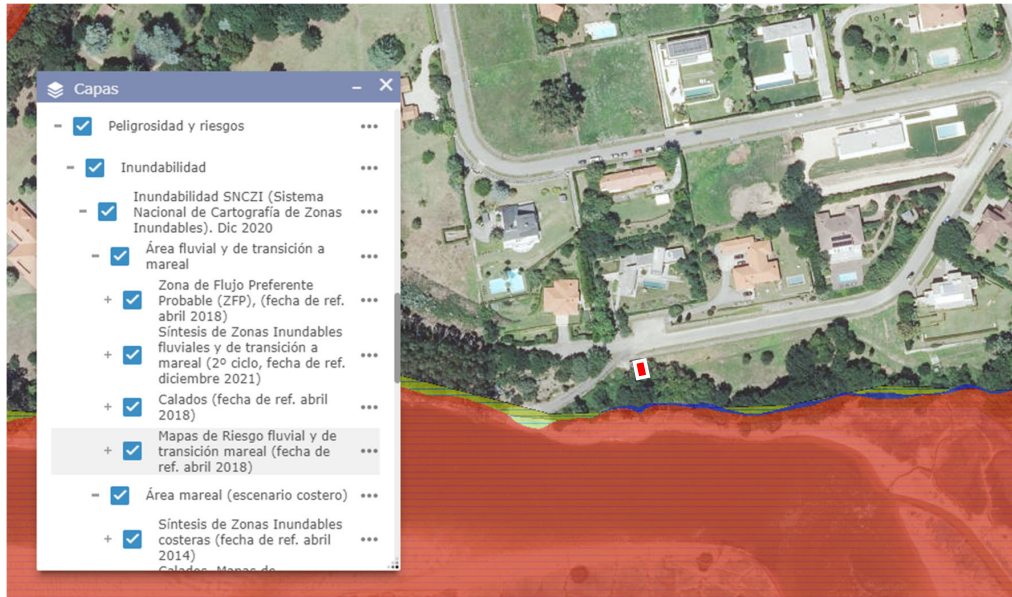 Capas
Peligrosidad y riesgos
Inundabilidad
Inundabilidad SNCZI (Sistema
Nacional de Cartografía de Zonas
Inundables). Dic 2020
Área fluvial y de transición a
mareal
Zona de Flujo Preferente
Probable (ZFP), (fecha de ref.
abril 2018)
Síntesis de Zonas Inundables
fluviales y de transición a
mareal (2º ciclo, fecha de ref.
diciembre 2021)
Calados (fecha de ref. abril
2018)
Mapas de Riesgo fluvial y de
transición mareal (fecha de
ref. abril 2018)
Área mareal (escenario costero)
Síntesis de Zonas Inundables
costeras (fecha de ref. abril
2014)
Calados, Mapas de